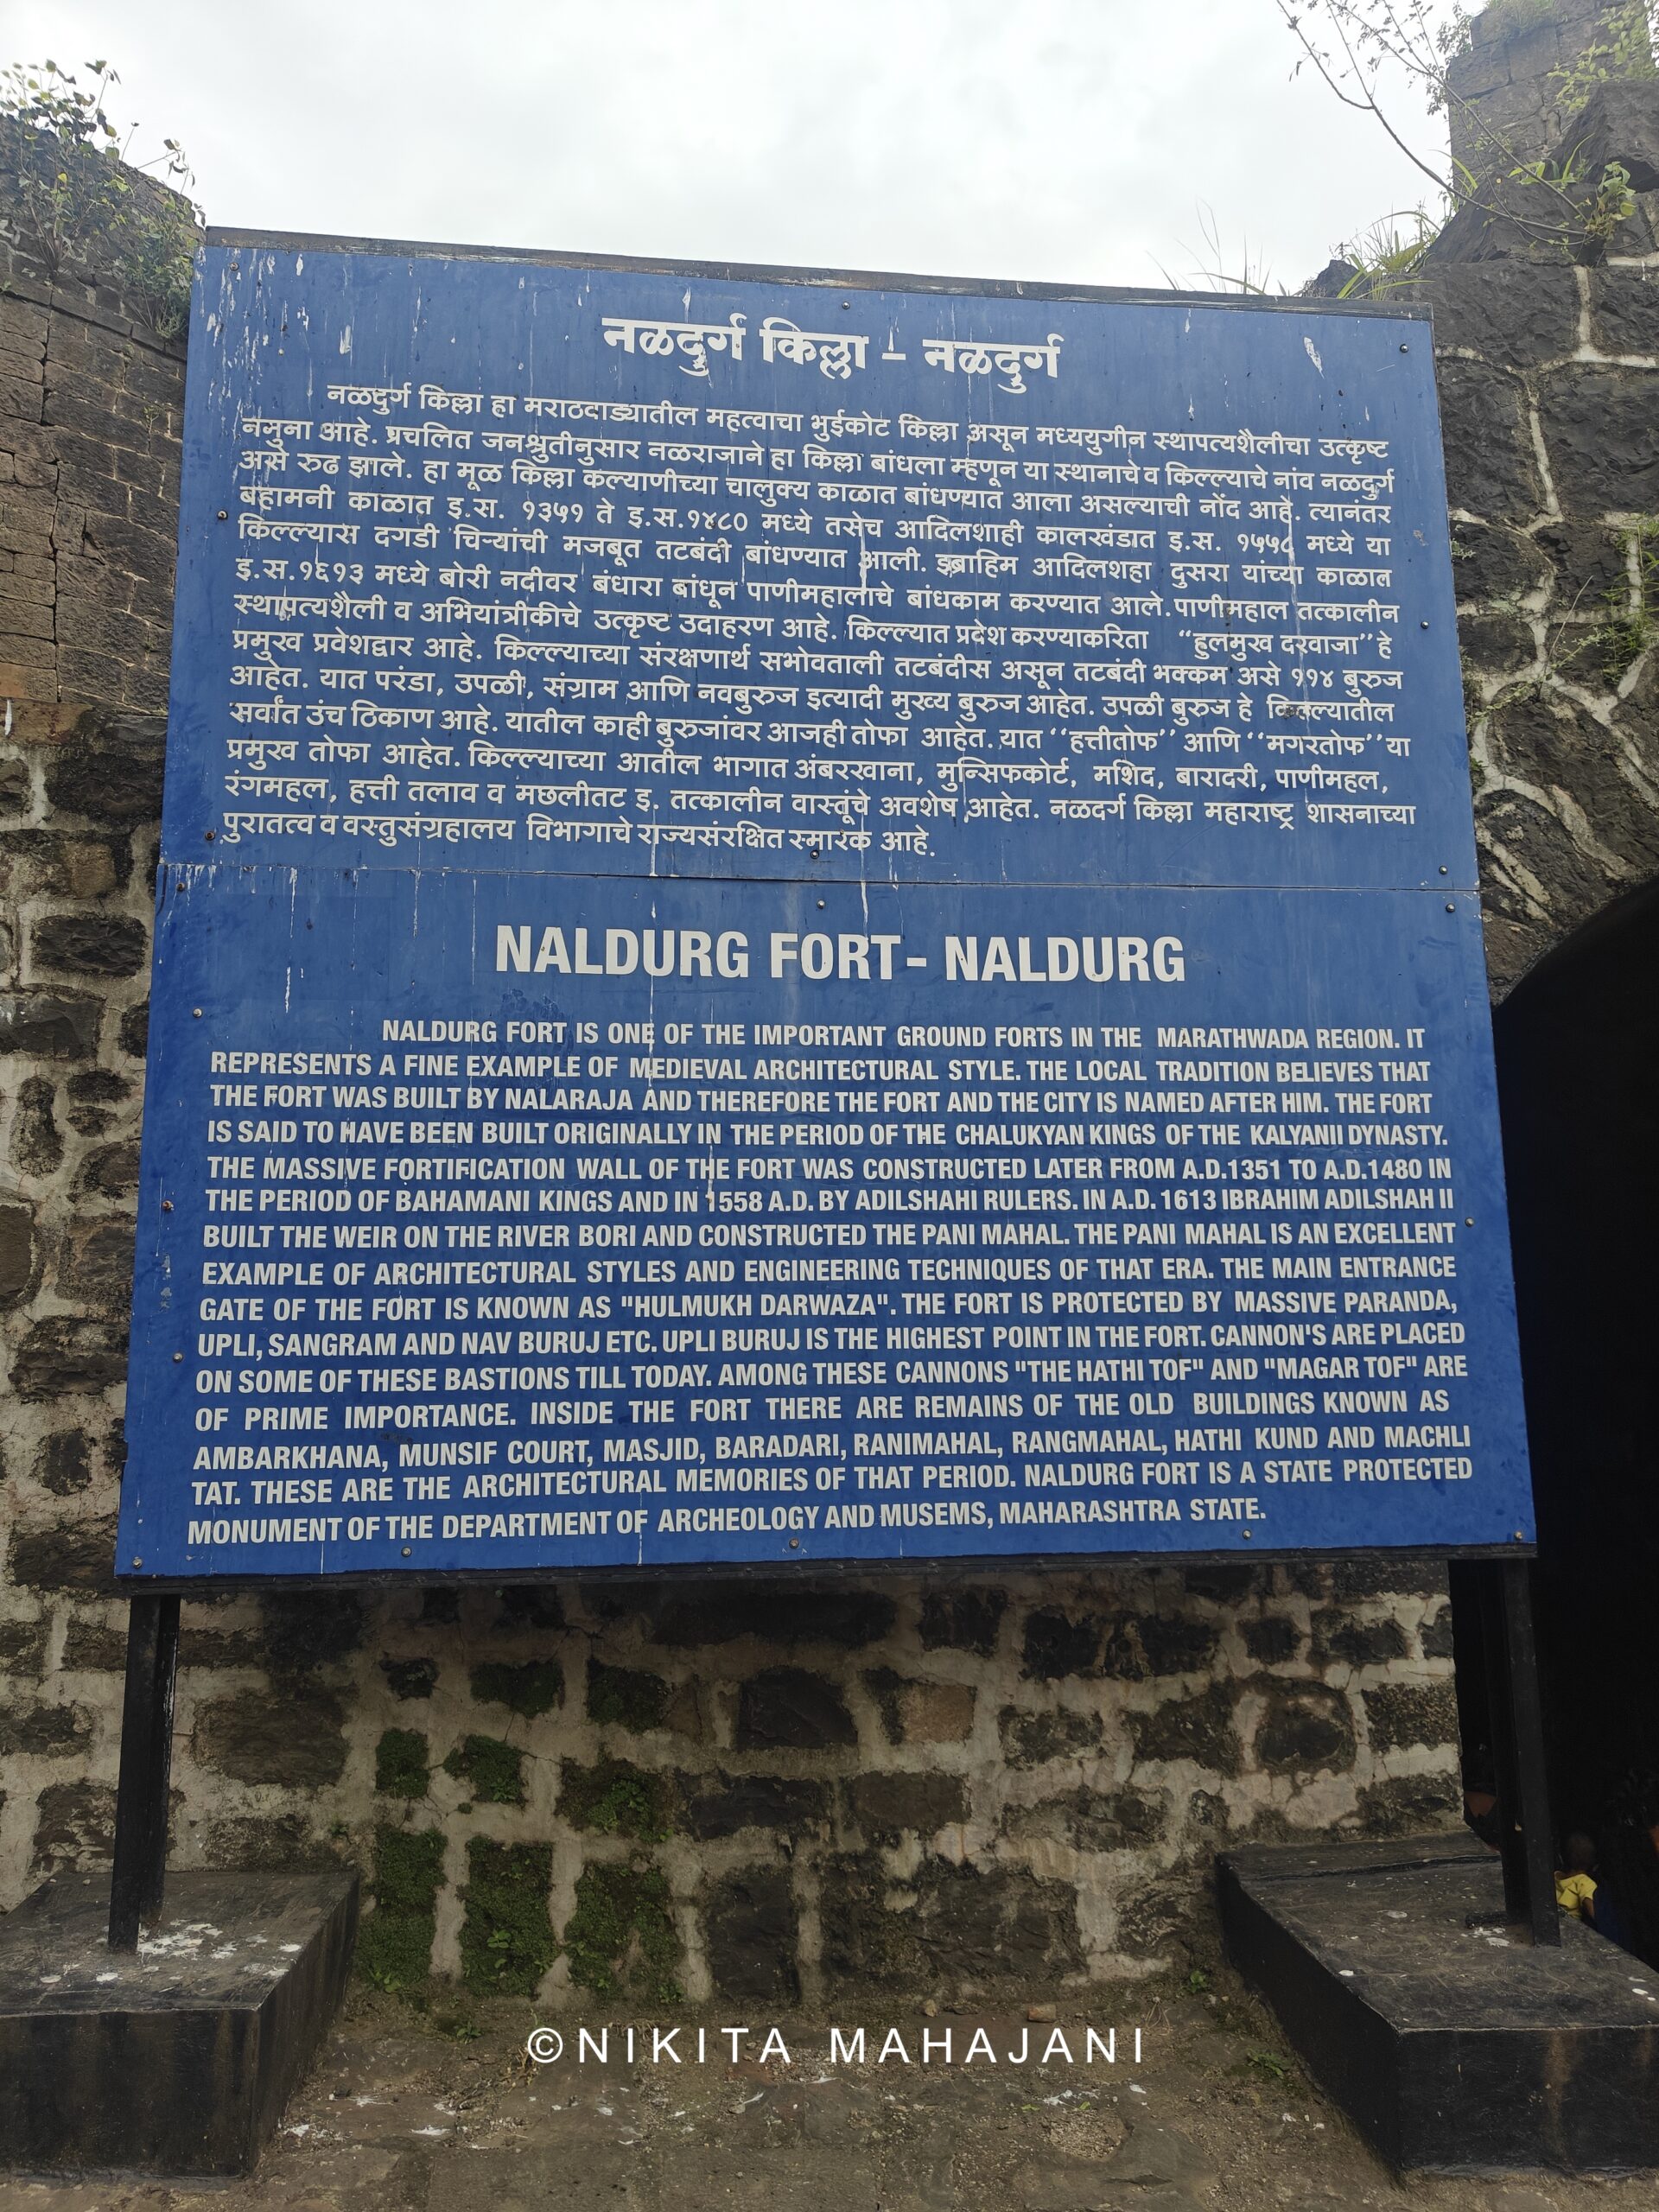 नळदुर्ग किल्ला – नळदुर्ग
नळदुर्ग किल्ला हा मराठवाड्यातील महत्वाचा भुईकोट किल्ला असून मध्ययुगीन स्थापत्यशैलीचा उत्कृष्ट
नमुना आहे. प्रचलित जनश्रुतीनुसार नळराजाने हा किल्ला बांधला म्हणून या स्थानाचे व किल्ल्याचे नांव नळदुर्ग
असे रुढ झाले. हा मूळ किल्ला कल्याणीच्या चालुक्य काळात बांधण्यात आला असल्याची नोंद आहे. त्यानंतर
बहामनी काळात इ.स. १३५१ ते इ.स.१४८० मध्ये तसेच आदिलशाही कालखंडात इ.स. १५५८ मध्ये या
किल्ल्यास दगडी चिऱ्यांची मजबूत तटबंदी बांधण्यात आली. इब्राहिम आदिलशहा दुसरा यांच्या काळात
इ.स.१६१३ मध्ये बोरी नदीवर बंधारा बांधून पाणीमहालाचे बांधकाम करण्यात आले.पाणीमहाल तत्कालीन
स्थापत्यशैली व अभियांत्रीकीचे उत्कृष्ट उदाहरण आहे. किल्ल्यात प्रदेश करण्याकरिता “हुलमुख दरवाजा” हे
प्रमुख प्रवेशद्वार आहे. किल्ल्याच्या संरक्षणार्थ सभोवताली तटबंदीस असून तटबंदी भक्कम असे ११४ बुरुज
आहेत. यात परंडा, उपळी, संग्राम आणि नवबुरुज इत्यादी मुख्य बुरुज आहेत. उपळी बुरुज हे किल्ल्यातील
सर्वांत उंच ठिकाण आहे. यातील काही बुरुजांवर आजही तोफा आहेत. यात “हत्तीतोफ” आणि “मगरतोफ” या
प्रमुख तोफा आहेत. किल्ल्याच्या आतील भागात अंबरखाना, मुन्सिफकोर्ट, मशिद, बारादरी, पाणीमहल,
रंगमहल, हत्ती तलाव व मछलीतट इ. तत्कालीन वास्तूंचे अवशेष आहेत. नळदर्ग किल्ला महाराष्ट्र शासनाच्या
पुरातत्व व वस्तुसंग्रहालय विभागाचे राज्यसंरक्षित स्मारक आहे.
NALDURG FORT- NALDURG
NALDURG FORT IS ONE OF THE IMPORTANT GROUND FORTS IN THE MARATHWADA REGION. IT
REPRESENTS A FINE EXAMPLE OF MEDIEVAL ARCHITECTURAL STYLE. THE LOCAL TRADITION BELIEVES THAT
THE FORT WAS BUILT BY NALARAJA AND THEREFORE THE FORT AND THE CITY IS NAMED AFTER HIM. THE FORT
IS SAID TO HAVE BEEN BUILT ORIGINALLY IN THE PERIOD OF THE CHALUKYAN KINGS OF THE KALYANII DYNASTY.
THE MASSIVE FORTIFICATION WALL OF THE FORT WAS CONSTRUCTED LATER FROM A.D.1351 TO A.D.1480 IN
THE PERIOD OF BAHAMANI KINGS AND IN 1558 A.D. BY ADILSHAHI RULERS. IN A.D.1613 IBRAHIM ADILSHAH II
BUILT THE WEIR ON THE RIVER BORI AND CONSTRUCTED THE PANI MAHAL. THE PANI MAHAL IS AN EXCELLENT
EXAMPLE OF ARCHITECTURAL STYLES AND ENGINEERING TECHNIQUES OF THAT ERA. THE MAIN ENTRANCE
GATE OF THE FORT IS KNOWN AS "HULMUKH DARWAZA". THE FORT IS PROTECTED BY MASSIVE PARANDA,
UPLI, SANGRAM AND NAV BURUJ ETC. UPLI BURUJ IS THE HIGHEST POINT IN THE FORT. CANNON'S ARE PLACED
ON SOME OF THESE BASTIONS TILL TODAY. AMONG THESE CANNONS "THE HATHI TOF" AND "MAGAR TOF" ARE
OF PRIME IMPORTANCE. INSIDE THE FORT THERE ARE REMAINS OF THE OLD BUILDINGS KNOWN AS
AMBARKHANA, MUNSIF COURT, MASJID, BARADARI, RANIMAHAL, RANGMAHAL, HATHI KUND AND MACHLI
TAT. THESE ARE THE ARCHITECTURAL MEMORIES OF THAT PERIOD. NALDURG FORT IS A STATE PROTECTED
MONUMENT OF THE DEPARTMENT OF ARCHEOLOGY AND MUSEMS, MAHARASHTRA STATE.
©NIKITA MAHAJANI